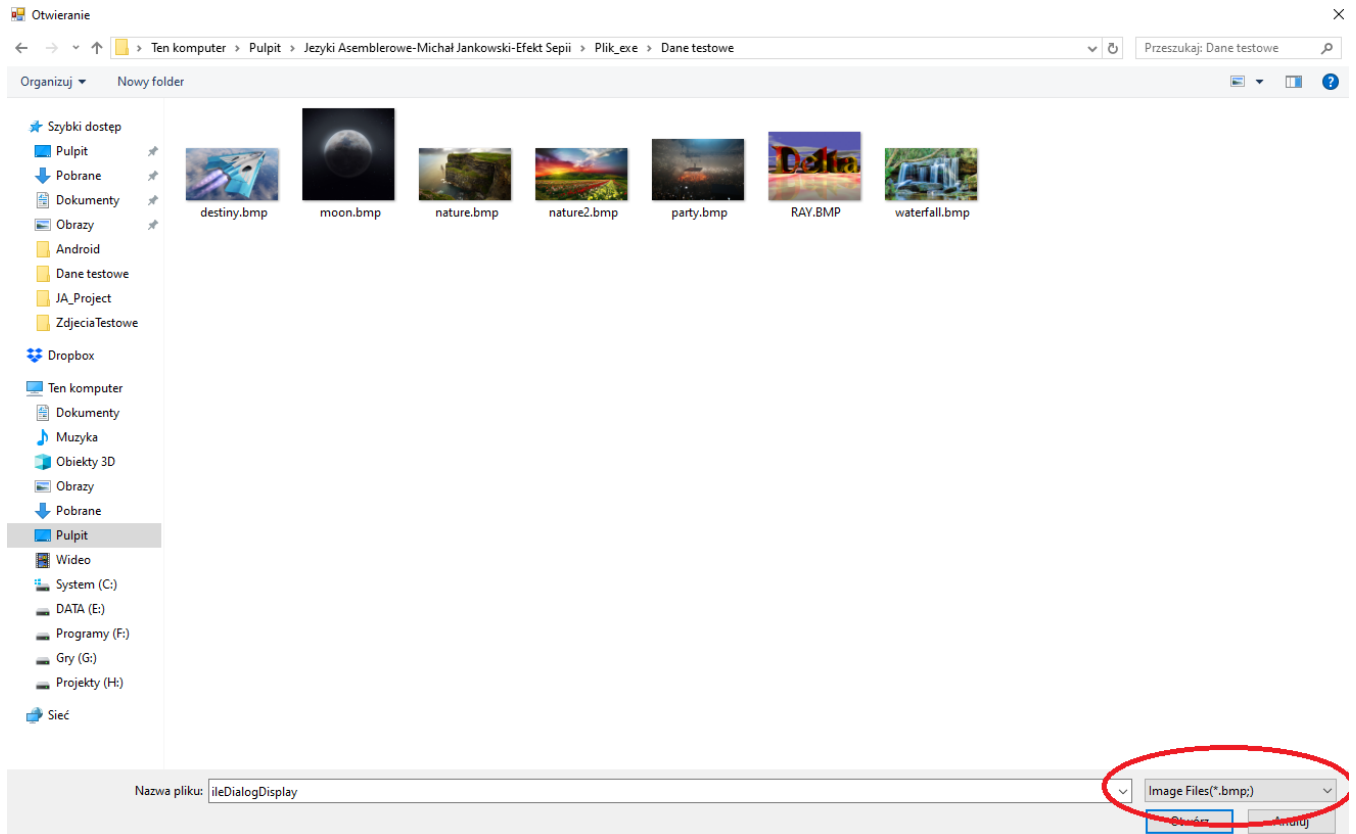 Otwieranie
Ten komputer > Pulpit > Jezyki Asemblerowe-Michał Jankowski-Efekt Sepii > Plik_exe > Dane testowe
Przeszukaj: Dane testowe
Organizuj
Nowy folder
Szybki dostęp
Pulpit
Pobrane
Dokumenty
Obrazy
Android
Dane testowe
JA_Project
ZdjeciaTestowe
Dropbox
Ten komputer
Dokumenty
Muzyka
Obiekty 3D
Obrazy
Pobrane
Pulpit
Wideo
System (C:)
DATA (E:)
Programy (F:)
Gry (G:)
Projekty (H:)
Sieć
Delta
destiny.bmp
moon.bmp
nature.bmp
nature2.bmp
party.bmp
RAY.BMP
waterfall.bmp
Nazwa pliku: ileDialogDisplay
Image Files(*.bmp;)
Otwórz
Anuluj